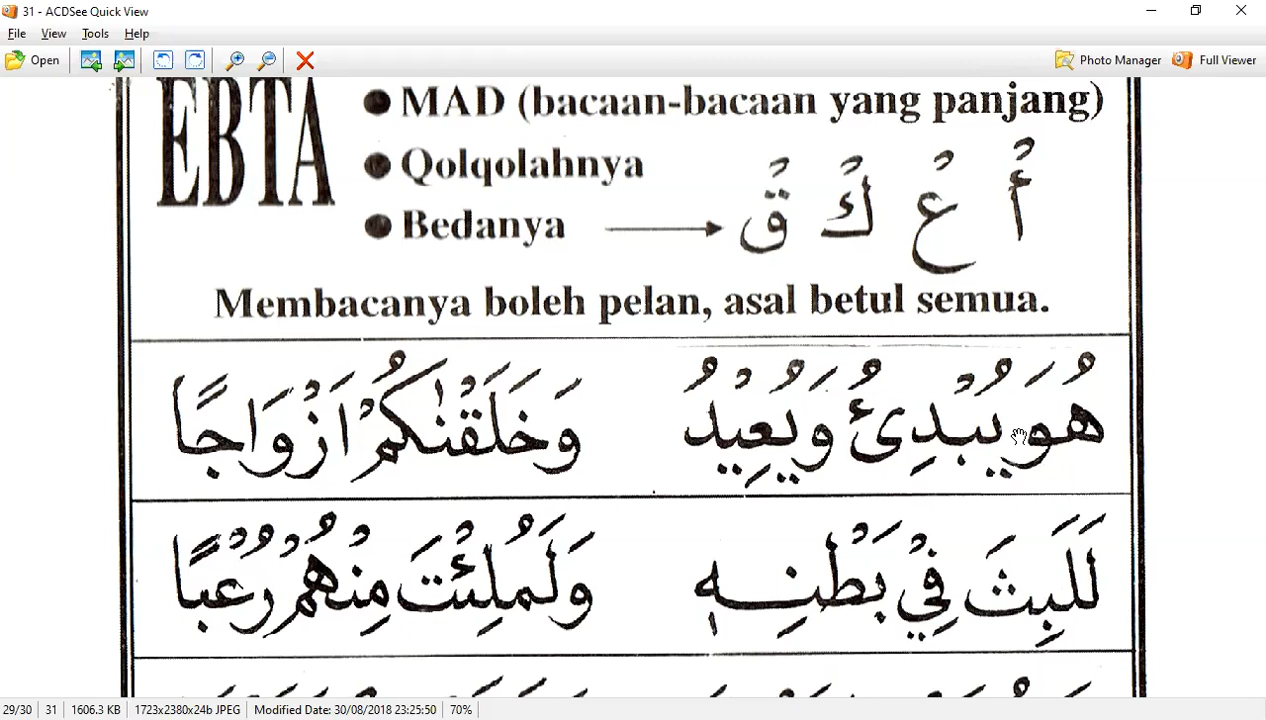 31 - ACDSee Quick View
File View Tools Help
Open Photo Manager Full Viewer
EBTA
● MAD (bacaan-bacaan yang panjang)
● Qolqolahnya
● Bedanya → أُ عُ كُ قُ
Membacanya boleh pelan, asal betul semua.
هُوَ يُبْدِئُ وَيُعِيْدُ وَخَلَقْنٰكُمْ اَزْوَاجًا
لَلَبِثَ فِيْ بَطْنِهٖ وَلَمُلِئْتَ مِنْهُمْ رُعْبًا
29/30 31 1606.3 KB 1723x2380x24b JPEG Modified Date: 30/08/2018 23:25:50 70%